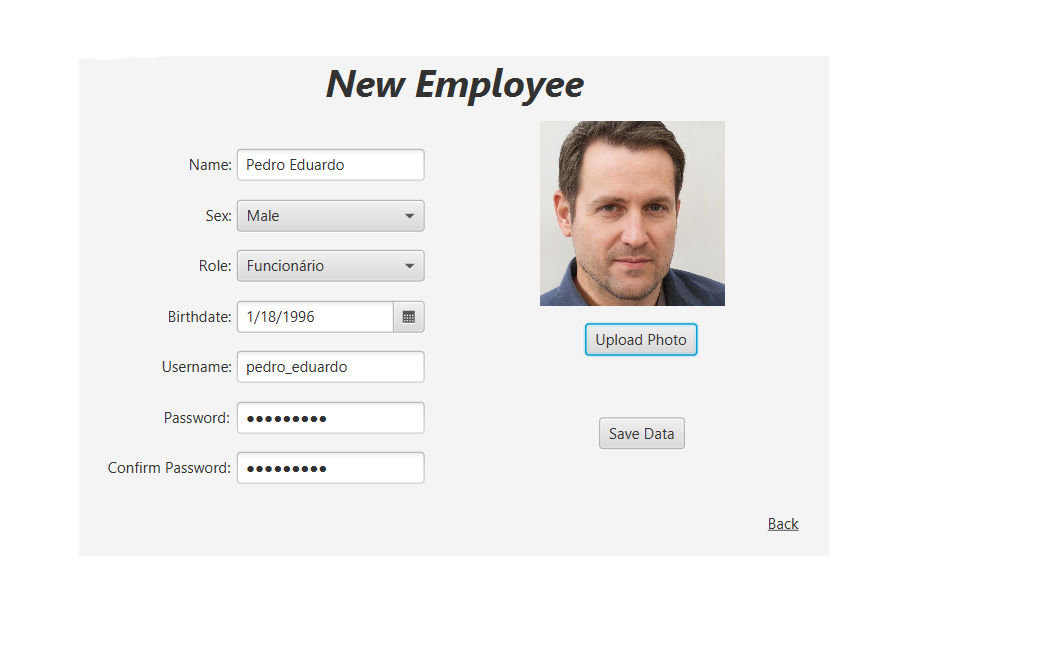 New Employee
Name: Pedro Eduardo
Sex: Male
Role: Funcionário
Birthdate: 1/18/1996
Upload Photo
Username: pedro_eduardo
Password: ●●●●●●●●●
Save Data
Confirm Password: ●●●●●●●●●
Back